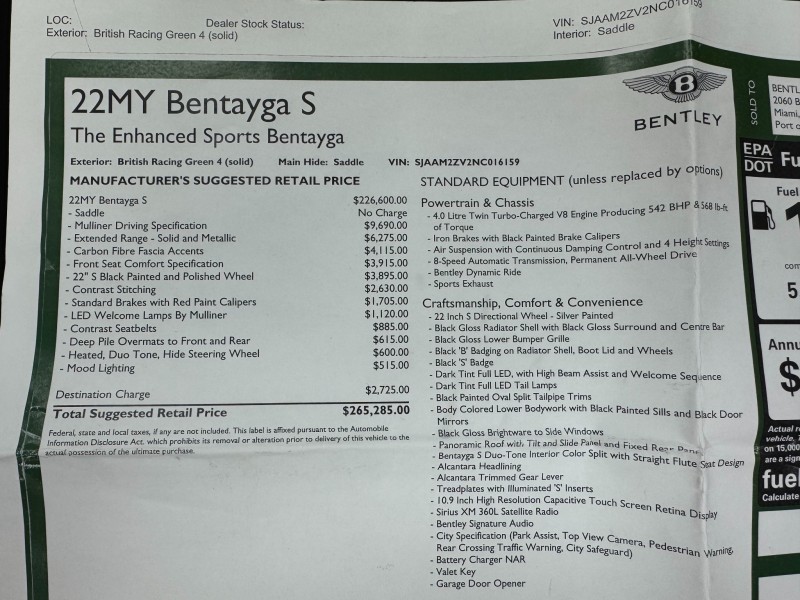 LOC:
Dealer Stock Status:
Exterior: British Racing Green 4 (solid)
VIN: SJAAM2ZV2NC016159
Interior: Saddle
22MY Bentayga S
The Enhanced Sports Bentayga
B
BENTLEY
Exterior: British Racing Green 4 (solid) Main Hide: Saddle VIN: SJAAM2ZV2NC016159
MANUFACTURER'S SUGGESTED RETAIL PRICE
22MY Bentayga S $226,600.00
- Saddle No Charge
- Mulliner Driving Specification $9,690.00
- Extended Range - Solid and Metallic $6,275.00
- Carbon Fibre Fascia Accents $4,115.00
- Front Seat Comfort Specification $3,915.00
- 22" S Black Painted and Polished Wheel $3,895.00
- Contrast Stitching $2,630.00
- Standard Brakes with Red Paint Calipers $1,705.00
- LED Welcome Lamps By Mulliner $1,120.00
- Contrast Seatbelts $885.00
- Deep Pile Overmats to Front and Rear $615.00
- Heated, Duo Tone, Hide Steering Wheel $600.00
- Mood Lighting $515.00
Destination Charge $2,725.00
Total Suggested Retail Price $265,285.00
Federal, state and local taxes, if any are not included. This label is affixed pursuant to the Automobile
Information Disclosure Act, which prohibits its removal or alteration prior to delivery of this vehicle to the
actual possession of the ultimate purchase.
STANDARD EQUIPMENT (unless replaced by options)
Powertrain & Chassis
- 4.0 Litre Twin Turbo-Charged V8 Engine Producing 542 BHP & 568 lb-ft
of Torque
- Iron Brakes with Black Painted Brake Calipers
- Air Suspension with Continuous Damping Control and 4 Height Settings
- 8-Speed Automatic Transmission, Permanent All-Wheel Drive
- Bentley Dynamic Ride
- Sports Exhaust
Craftsmanship, Comfort & Convenience
- 22 Inch S Directional Wheel - Silver Painted
- Black Gloss Radiator Shell with Black Gloss Surround and Centre Bar
- Black Gloss Lower Bumper Grille
- Black 'B' Badging on Radiator Shell, Boot Lid and Wheels
- Black 'S' Badge
- Dark Tint Full LED, with High Beam Assist and Welcome Sequence
- Dark Tint Full LED Tail Lamps
- Black Painted Oval Split Tailpipe Trims
- Body Colored Lower Bodywork with Black Painted Sills and Black Door
Mirrors
- Black Gloss Brightware to Side Windows
- Panoramic Roof with Tilt and Slide Panel and Fixed Rear
- Bentayga S Duo-Tone Interior Color Split with Straight Flute Seat Design
- Alcantara Headlining
- Alcantara Trimmed Gear Lever
- Treadplates with Illuminated 'S' Inserts
- 10.9 Inch High Resolution Capacitive Touch Screen Retina Display
- Sirius XM 360L Satellite Radio
- Bentley Signature Audio
- City Specification (Park Assist, Top View Camera, Pedestrian Warning,
Rear Crossing Traffic Warning, City Safeguard)
- Battery Charger NAR
- Valet Key
- Garage Door Opener
SOLD TO
BENTL
2060 B
Miami,
Port o
EPA
DOT
Fu
Fuel
1
com
5
Annu
$
Actual r
vehicle,
on 15,000
are a sign
fuel
Calculate